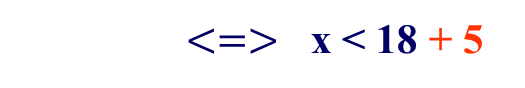 <=> x < 18 + 5